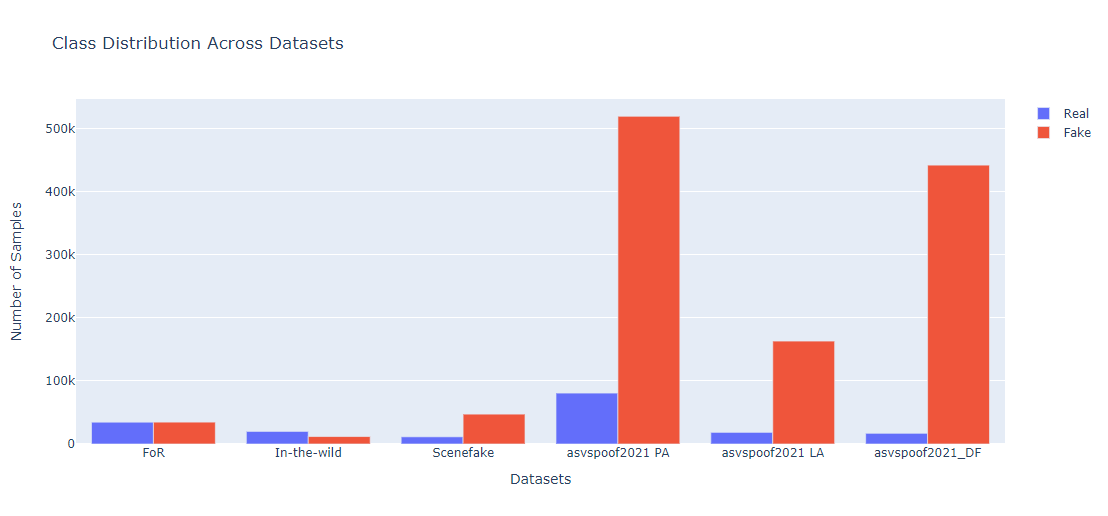 Class Distribution Across Datasets
Real
Fake
Number of Samples
500k
400k
300k
200k
100k
0
FoR
In-the-wild
Scenefake
asvspoof2021 PA
asvspoof2021 LA
asvspoof2021_DF
Datasets